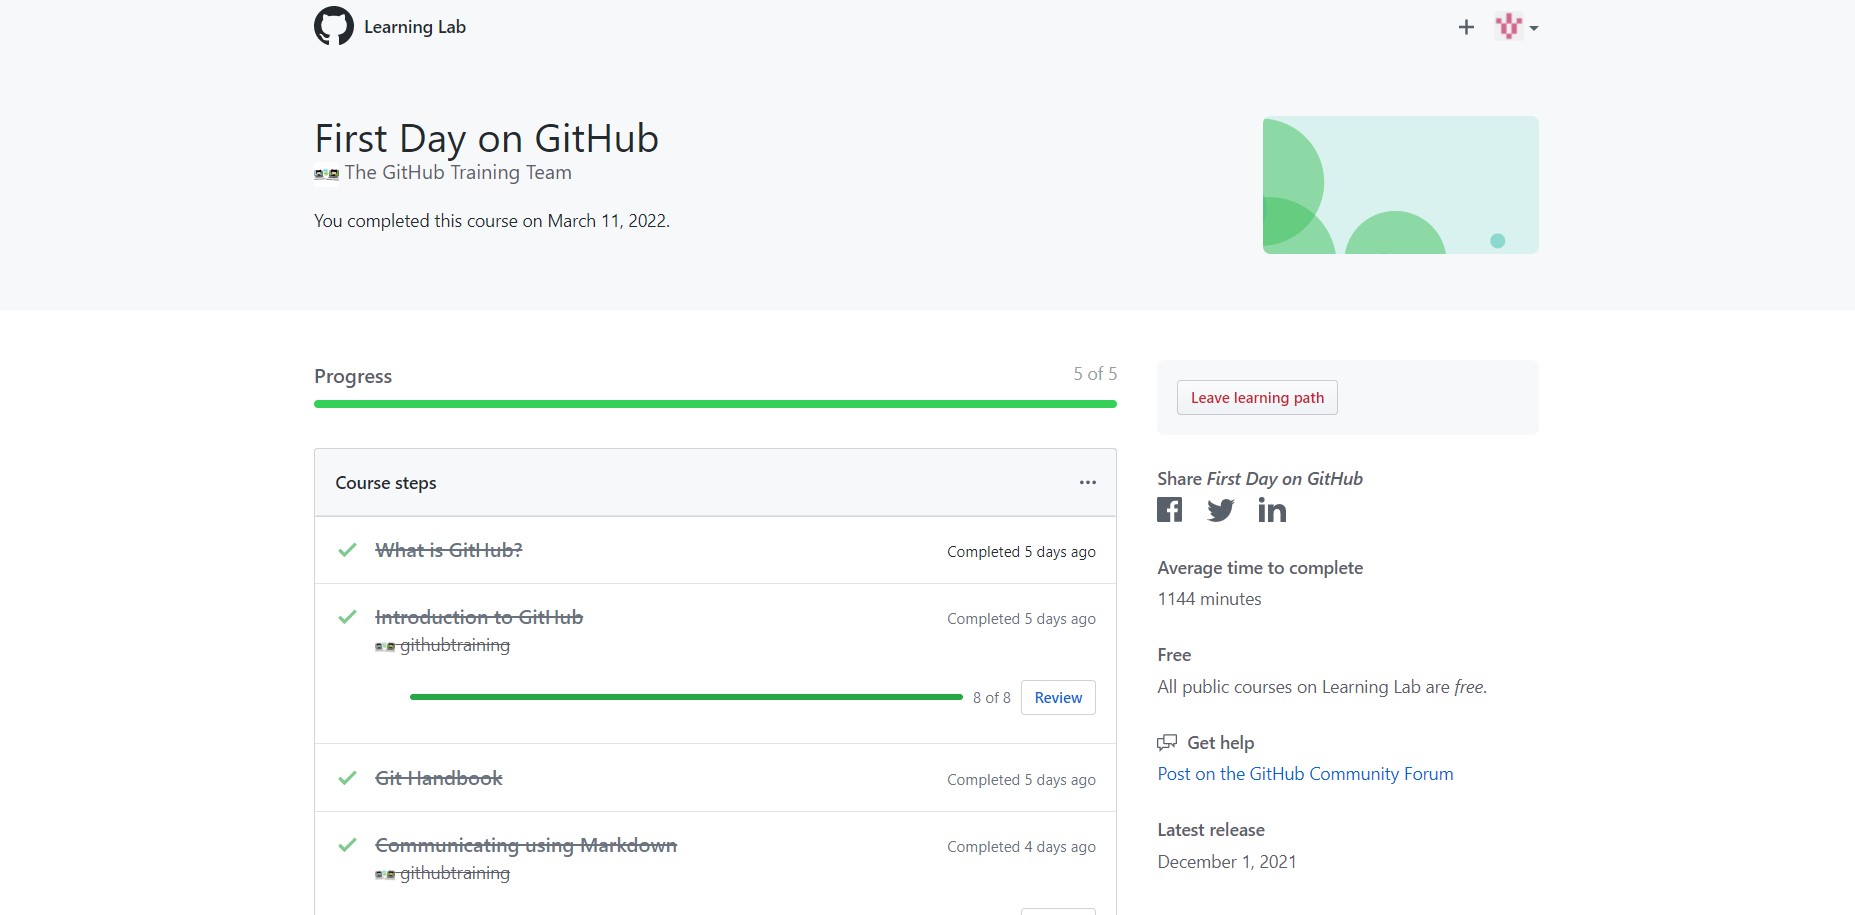 Learning Lab
First Day on GitHub
The GitHub Training Team
You completed this course on March 11, 2022.
Progress
5 of 5
Course steps
What is GitHub?
Completed 5 days ago
Introduction to GitHub
Completed 5 days ago
githubtraining
8 of 8
Review
Git Handbook
Completed 5 days ago
Communicating using Markdown
Completed 4 days ago
githubtraining
Leave learning path
Share First Day on GitHub
Average time to complete
1144 minutes
Free
All public courses on Learning Lab are free.
Get help
Post on the GitHub Community Forum
Latest release
December 1, 2021